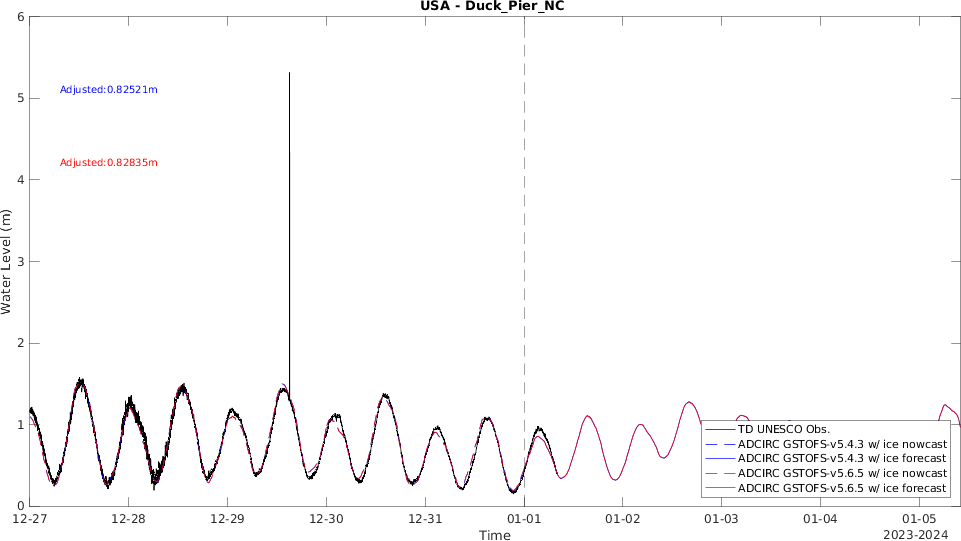 USA - Duck_Pier_NC
6
5
4
3
2
1
0
Water Level (m)
Adjusted:0.82521m
Adjusted:0.82835m
TD UNESCO Obs.
ADCIRC GSTOFS-v5.4.3 w/ ice nowcast
ADCIRC GSTOFS-v5.4.3 w/ ice forecast
ADCIRC GSTOFS-v5.6.5 w/ ice nowcast
ADCIRC GSTOFS-v5.6.5 w/ ice forecast
12-27 12-28 12-29 12-30 12-31 01-01 01-02 01-03 01-04 01-05
Time
2023-2024